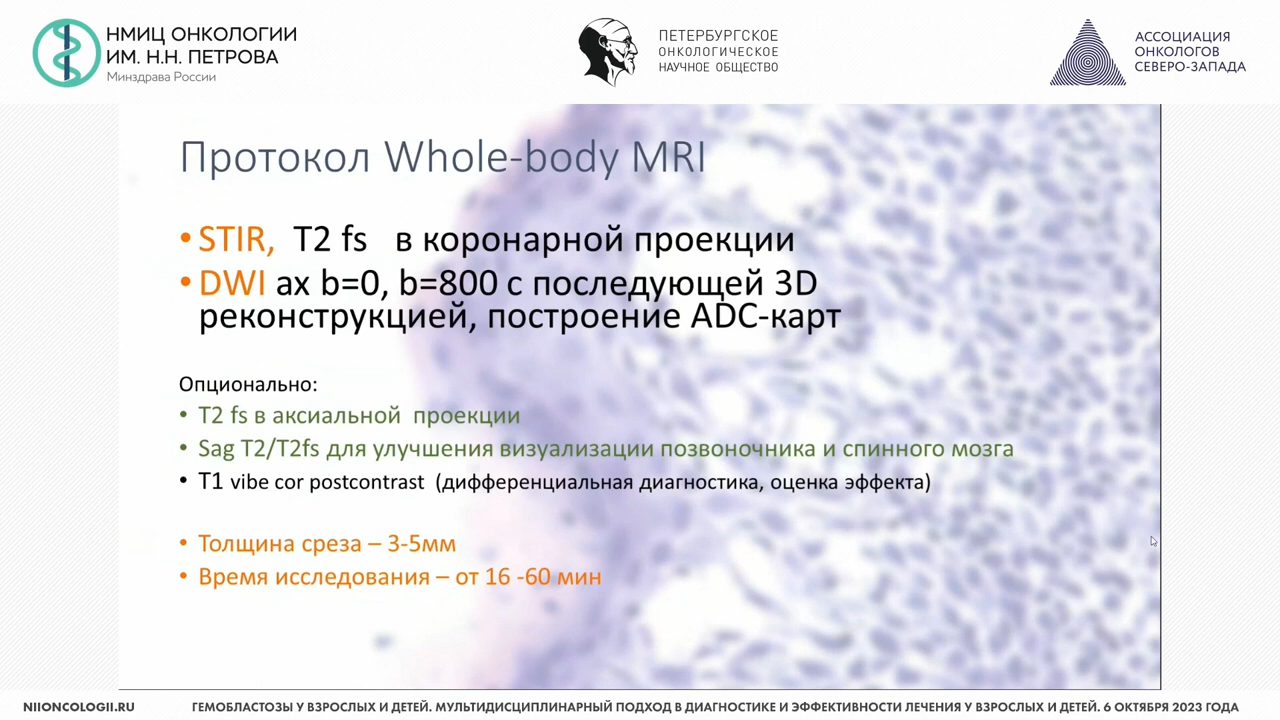 НМИЦ ОНКОЛОГИИ
ИМ. Н.Н. ПЕТРОВА
Минздрава России
ПЕТЕРБУРГСКОЕ
ОНКОЛОГИЧЕСКОЕ
НАУЧНОЕ ОБЩЕСТВО
АССОЦИАЦИЯ
ОНКОЛОГОВ
СЕВЕРО-ЗАПАДА
Протокол Whole-body MRI
• STIR, T2 fs в коронарной проекции
• DWI ax b=0, b=800 с последующей 3D
реконструкцией, построение ADC-карт
Опционально:
• T2 fs в аксиальной проекции
• Sag T2/T2fs для улучшения визуализации позвоночника и спинного мозга
• T1 vibe cor postcontrast (дифференциальная диагностика, оценка эффекта)
• Толщина среза – 3-5мм
• Время исследования – от 16 -60 мин
NIIONCOLOGII.RU
ГЕМОБЛАСТОЗЫ У ВЗРОСЛЫХ И ДЕТЕЙ. МУЛЬТИДИСЦИПЛИНАРНЫЙ ПОДХОД В ДИАГНОСТИКЕ И ЭФФЕКТИВНОСТИ ЛЕЧЕНИЯ У ВЗРОСЛЫХ И ДЕТЕЙ. 6 ОКТЯБРЯ 2023 ГОДА